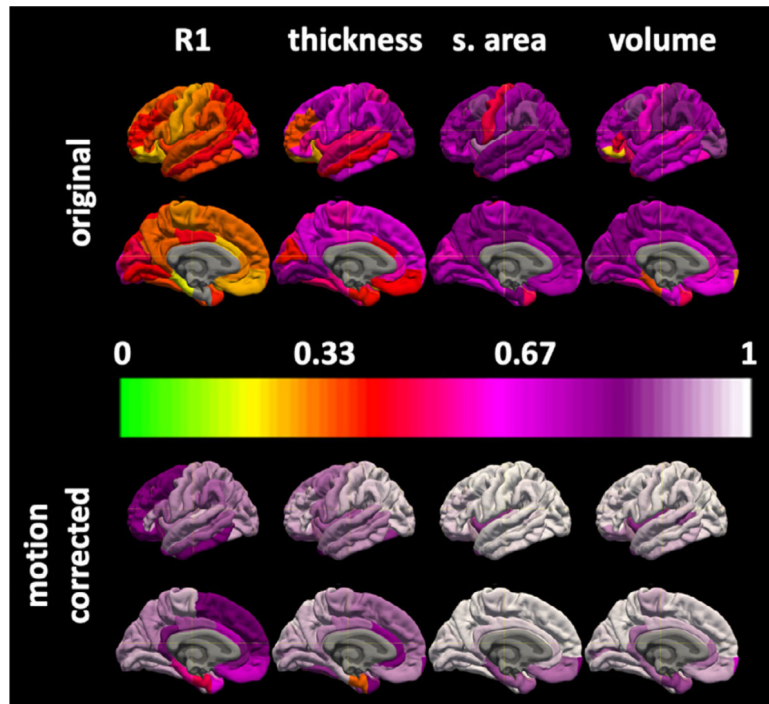 R1 thickness s. area volume
original
0 0.33 0.67 1
motion
corrected